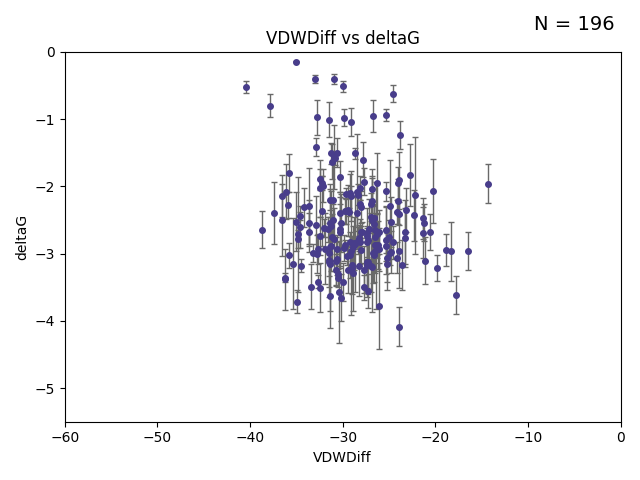 N = 196
VDWDiff vs deltaG
deltaG
0
−1
−2
−3
−4
−5
−60 −50 −40 −30 −20 −10 0
VDWDiff